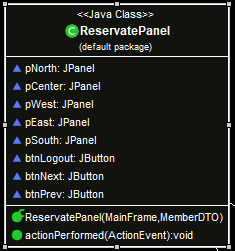 <<Java Class>>
ReservatePanel
(default package)
pNorth: JPanel
pCenter: JPanel
pWest: JPanel
pEast: JPanel
pSouth: JPanel
btnLogout: JButton
btnNext: JButton
btnPrev: JButton
ReservatePanel(MainFrame,MemberDTO)
actionPerformed(ActionEvent):void